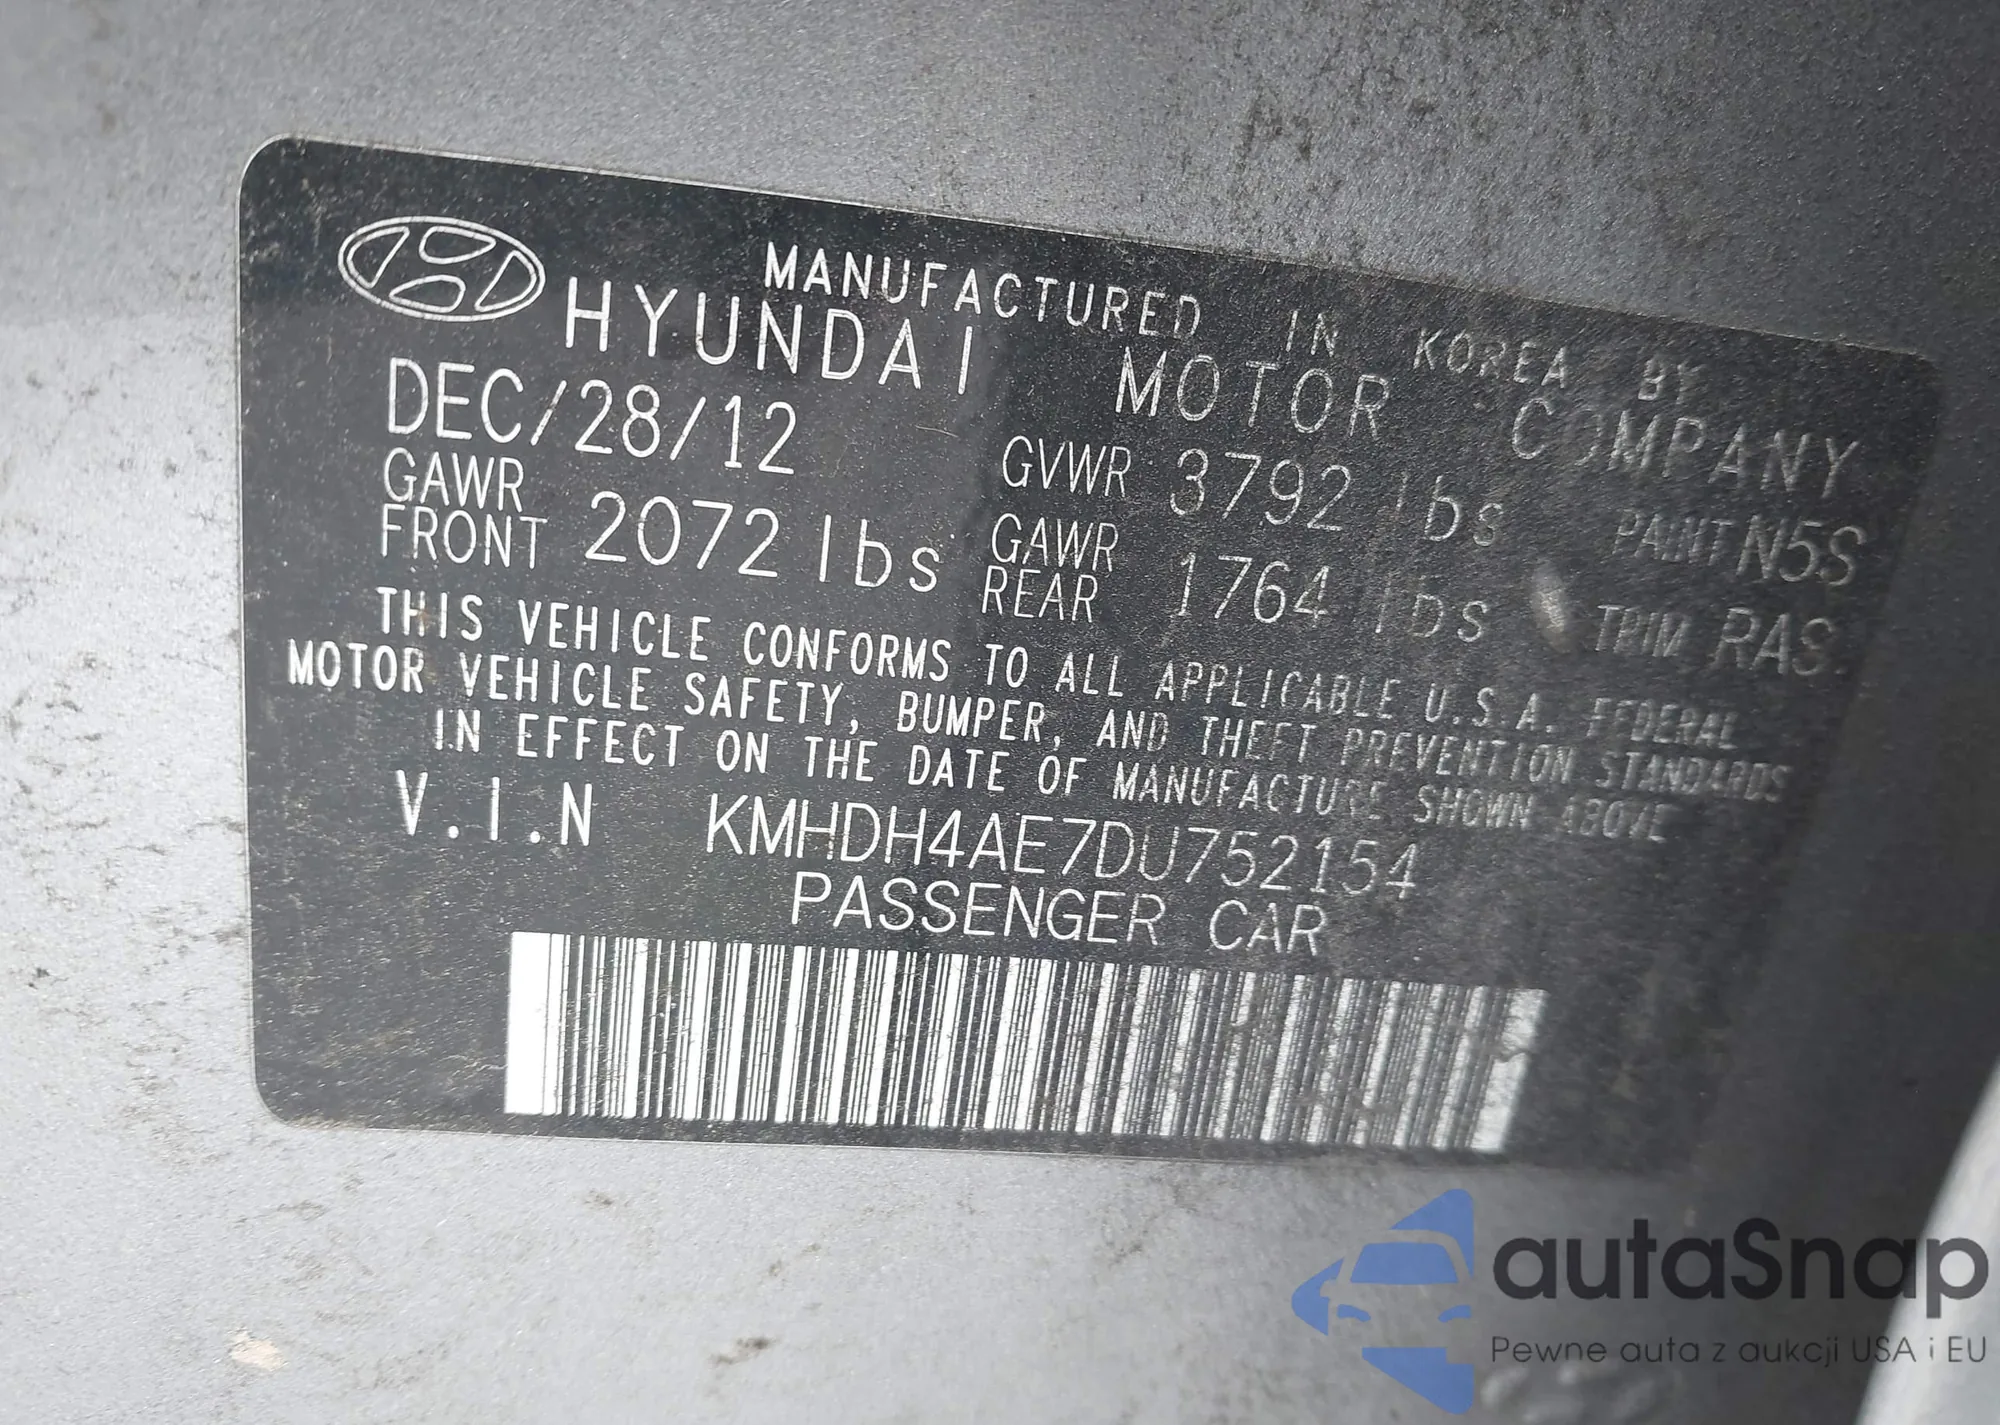 MANUFACTURED IN KOREA BY
HYUNDAI MOTOR COMPANY
DEC/28/12 GVWR 3792 lbs PAINT N5S
GAWR FRONT 2072 lbs GAWR REAR 1764 lbs TRIM RAS
THIS VEHICLE CONFORMS TO ALL APPLICABLE U.S.A. FEDERAL
MOTOR VEHICLE SAFETY, BUMPER, AND THEFT PREVENTION STANDARDS
IN EFFECT ON THE DATE OF MANUFACTURE SHOWN ABOVE
V.I.N KMHDH4AE7DU752154
PASSENGER CAR
autaSnap
Pewne auta z aukcji USA i EU